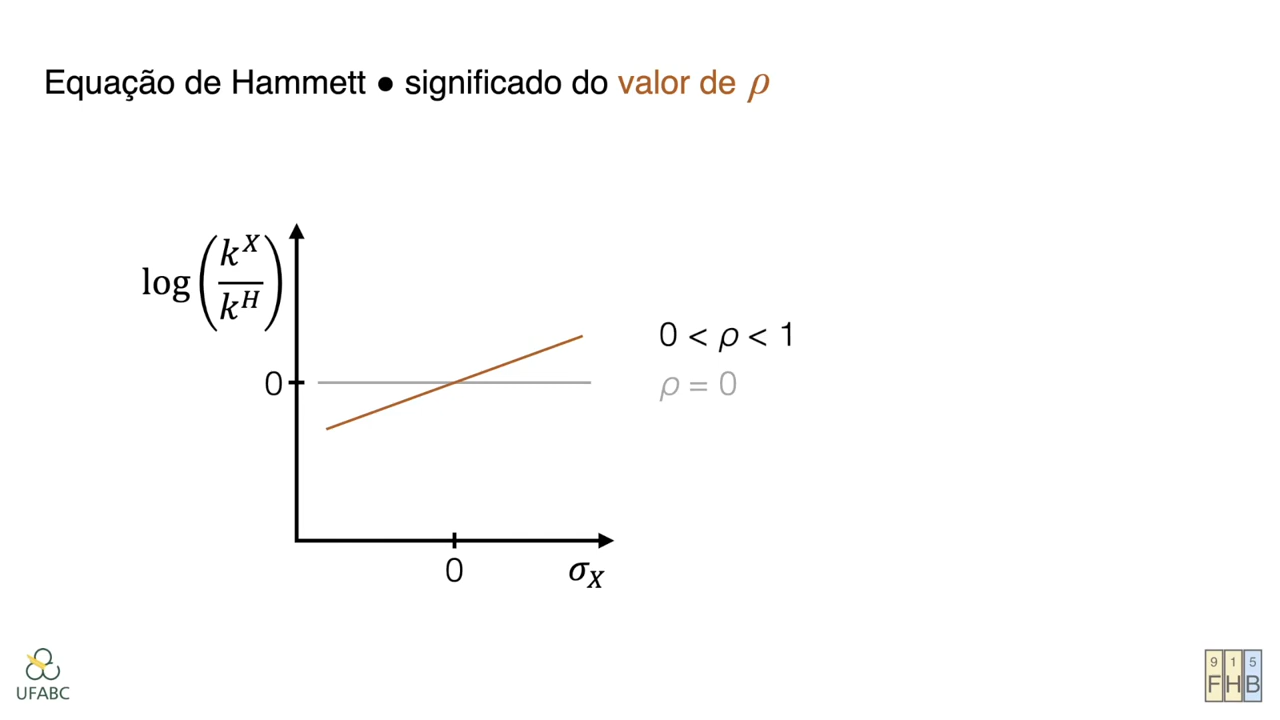 Equação de Hammett ● significado do valor de ρ
log(k^X/k^H)
0
0 < ρ < 1
ρ = 0
0
σ_X
UFABC
9 1 5
F H B